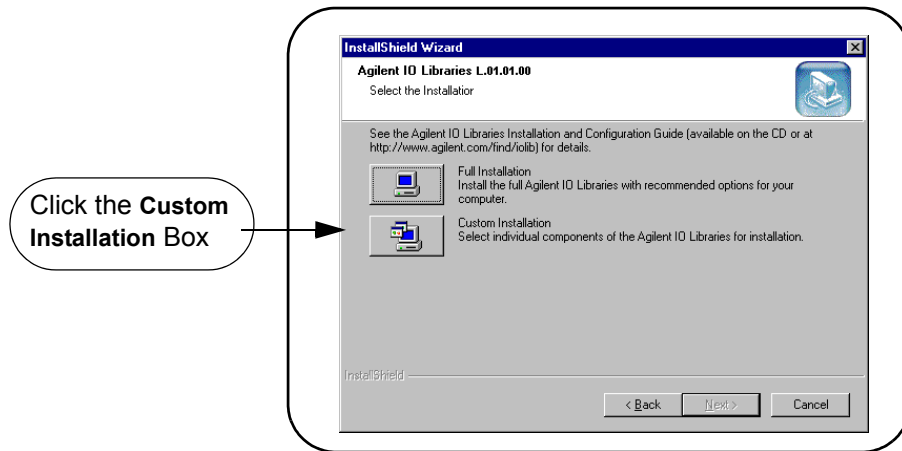 InstallShield Wizard
Agilent IO Libraries L.01.01.00
Select the Installatior
See the Agilent IO Libraries Installation and Configuration Guide (available on the CD or at
http://www.agilent.com/find/iolib) for details.
Full Installation
Install the full Agilent IO Libraries with recommended options for your
computer.
Click the Custom
Installation Box
Custom Installation
Select individual components of the Agilent IO Libraries for installation.
InstallShield
< Back
Next >
Cancel